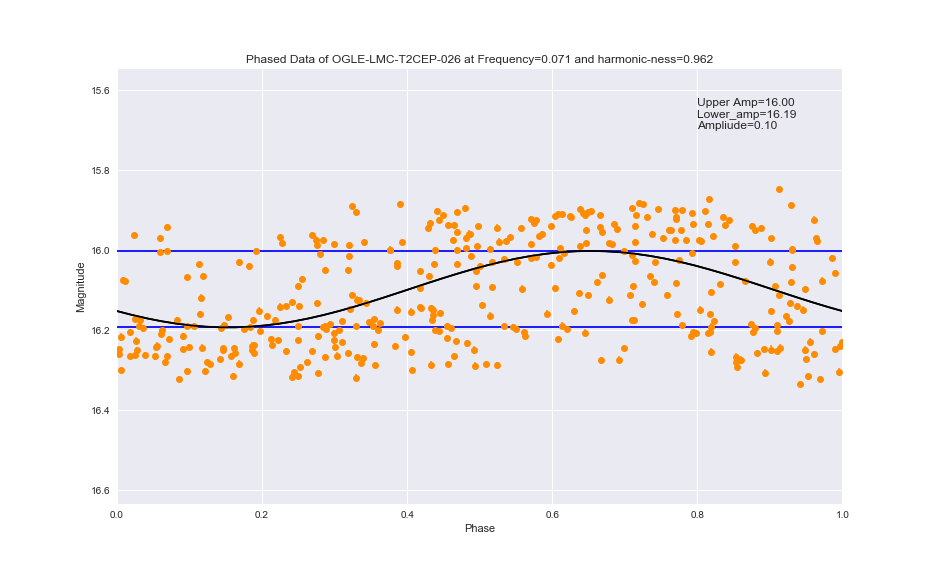 Phased Data of OGLE-LMC-T2CEP-026 at Frequency=0.071 and harmonic-ness=0.962
15.6
Upper Amp=16.00
Lower_amp=16.19
Ampliude=0.10
15.8
16.0
Magnitude
16.2
16.4
16.6
0.0 0.2 0.4 0.6 0.8 1.0
Phase